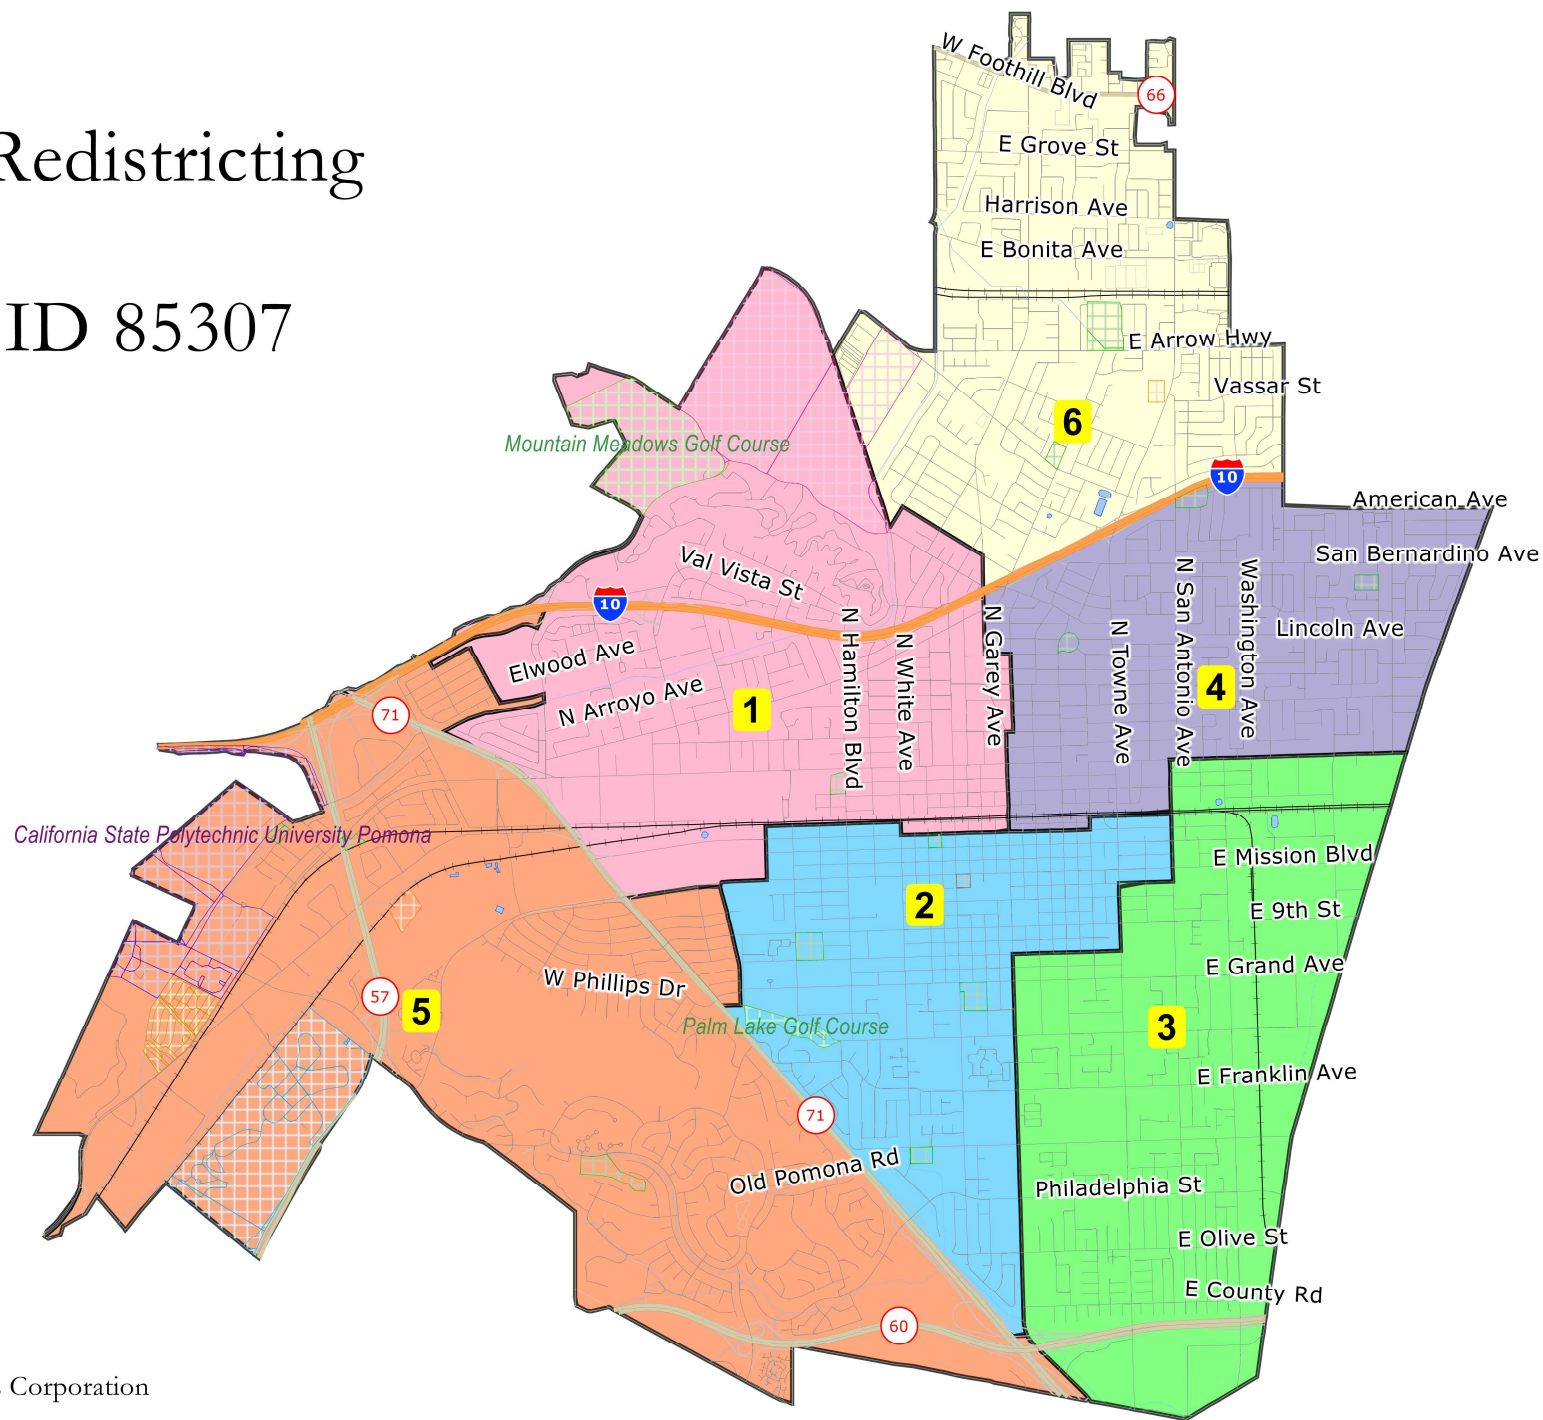 Redistricting
ID 85307
W Foothill Blvd
66
E Grove St
Harrison Ave
E Bonita Ave
E Arrow Hwy
Vassar St
6
Mountain Meadows Golf Course
10
American Ave
San Bernardino Ave
Val Vista St
10
N Hamilton Blvd
N White Ave
N Garey Ave
N Towne Ave
N San Antonio Ave
Washington Ave
Lincoln Ave
Elwood Ave
N Arroyo Ave
71
1
4
California State Polytechnic University Pomona
E Mission Blvd
2
E 9th St
E Grand Ave
W Phillips Dr
57
5
Palm Lake Golf Course
3
E Franklin Ave
71
Old Pomona Rd
Philadelphia St
E Olive St
E County Rd
60
Corporation